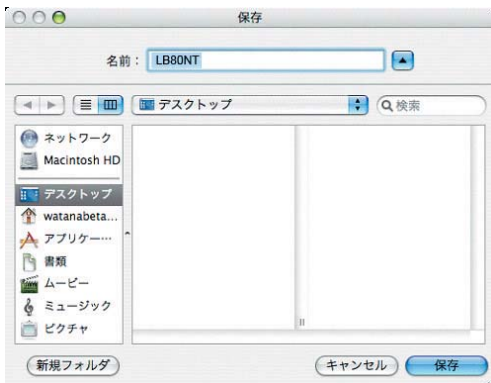 保存
名前：
LB80NT
デスクトップ
検索
ネットワーク
Macintosh HD
デスクトップ
watanabeta...
アプリケー…
書類
ムービー
ミュージック
ピクチャ
新規フォルダ
キャンセル
保存